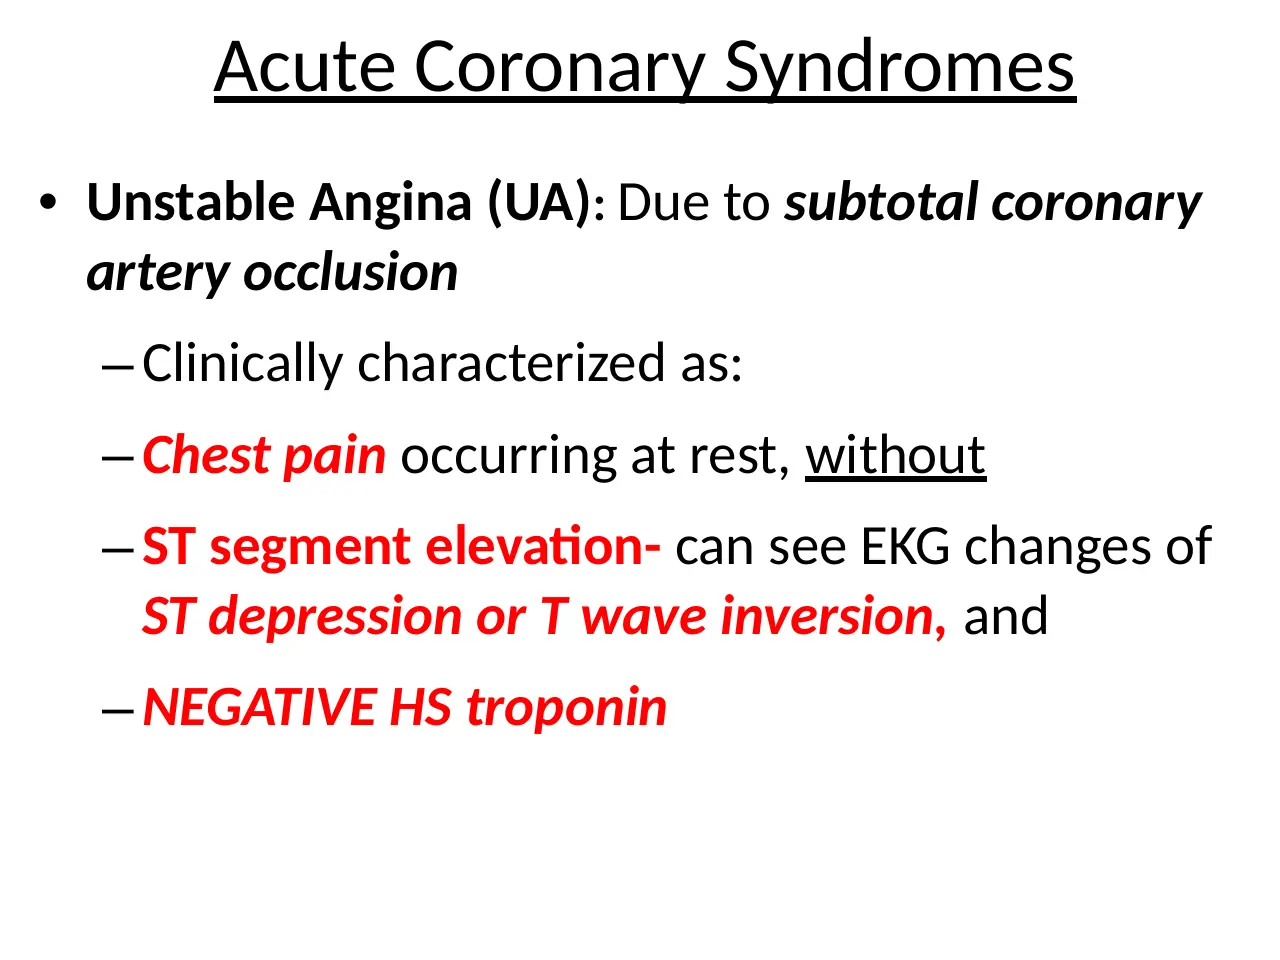 Acute Coronary Syndromes
• Unstable Angina (UA): Due to subtotal coronary
artery occlusion
– Clinically characterized as:
– Chest pain occurring at rest, without
– ST segment elevation- can see EKG changes of
ST depression or T wave inversion, and
– NEGATIVE HS troponin